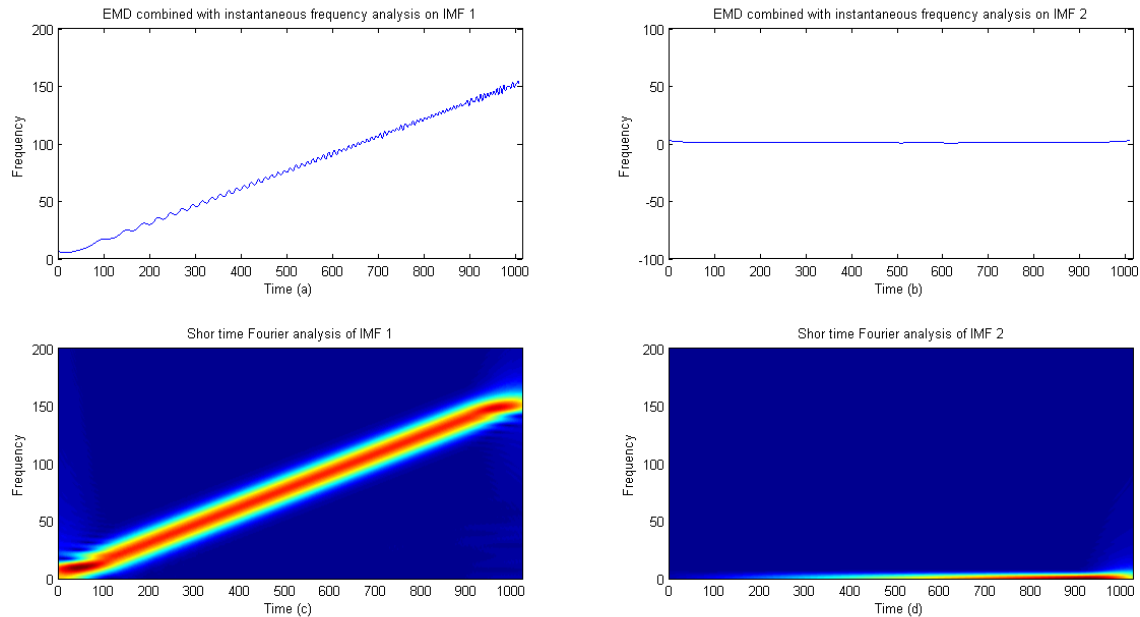 EMD combined with instantaneous frequency analysis on IMF 1
200
150
100
50
0
Frequency
0 100 200 300 400 500 600 700 800 900 1000
Time (a)
EMD combined with instantaneous frequency analysis on IMF 2
100
50
0
-50
-100
Frequency
0 100 200 300 400 500 600 700 800 900 1000
Time (b)
Shor time Fourier analysis of IMF 1
200
150
100
50
0
Frequency
0 100 200 300 400 500 600 700 800 900 1000
Time (c)
Shor time Fourier analysis of IMF 2
200
150
100
50
0
Frequency
0 100 200 300 400 500 600 700 800 900 1000
Time (d)